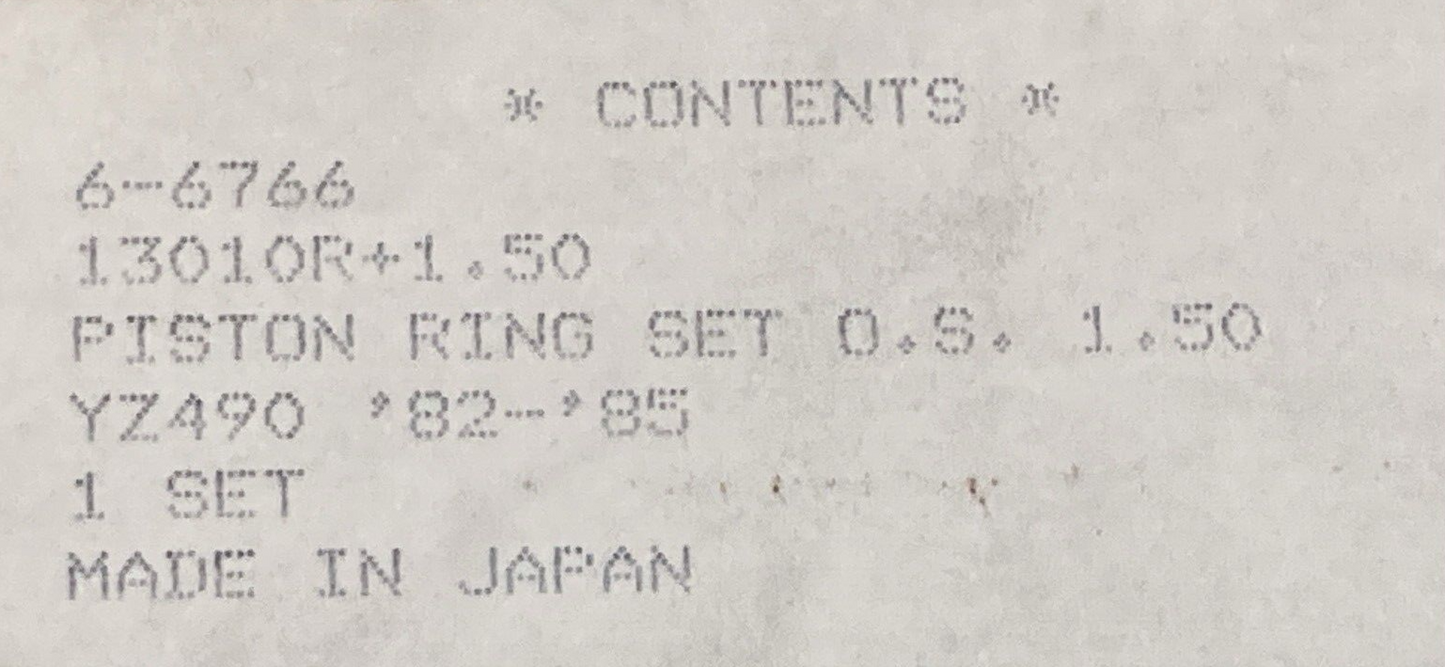 * CONTENTS *
6-6766
13010R+1.50
PISTON RING SET O.S. 1.50
YZ490 '82-'85
1 SET
MADE IN JAPAN